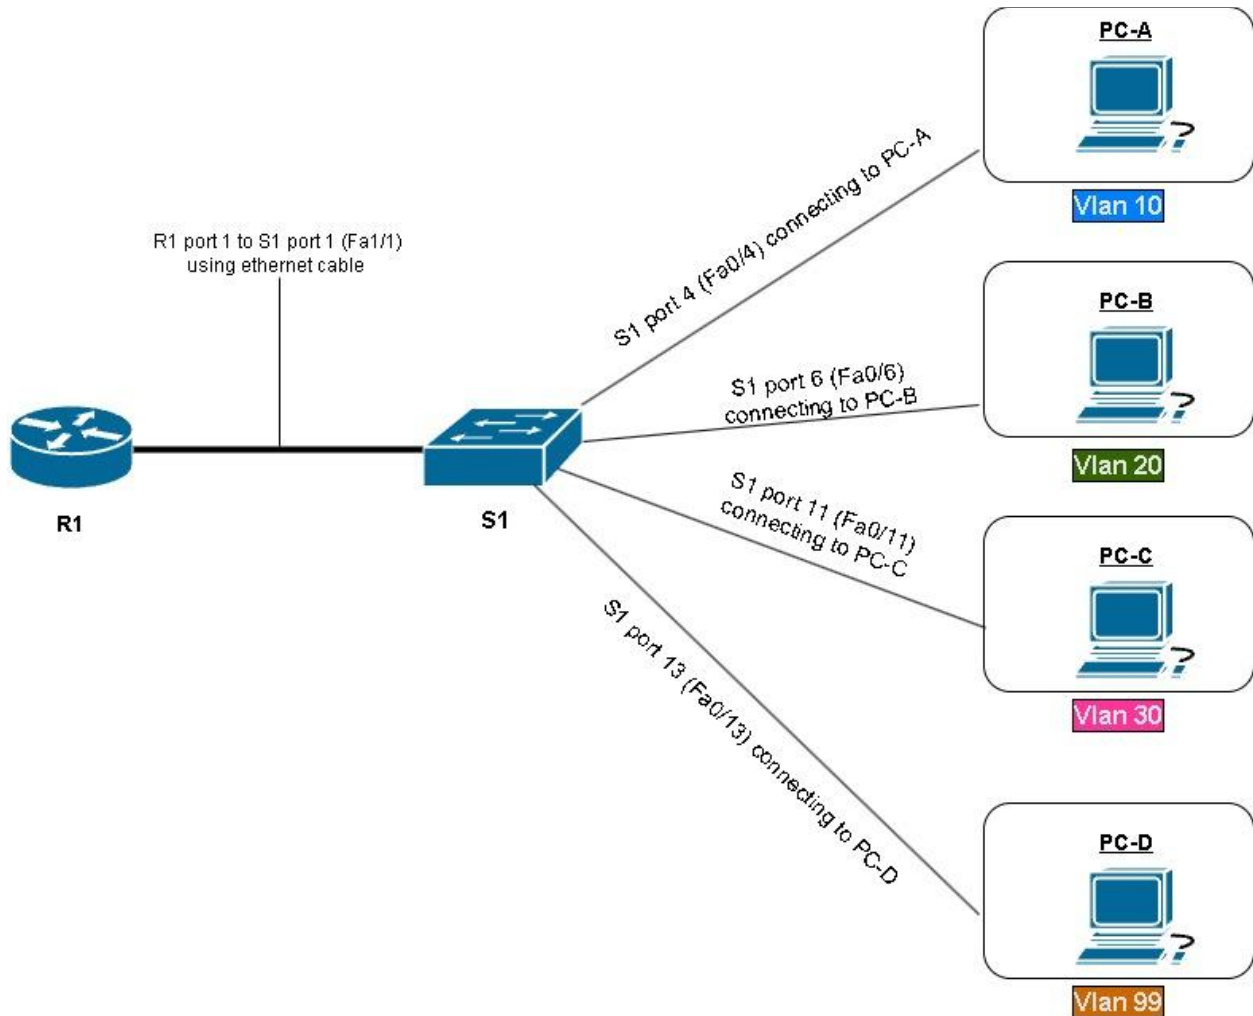 PC-A
Vlan 10
S1 port 4 (Fa0/4) connecting to PC-A
R1 port 1 to S1 port 1 (Fa1/1)
using ethernet cable
PC-B
Vlan 20
S1 port 6 (Fa0/6)
connecting to PC-B
R1
S1
S1 port 11 (Fa0/11)
connecting to PC-C
PC-C
Vlan 30
S1 port 13 (Fa0/13) connecting to PC-D
PC-D
Vlan 99